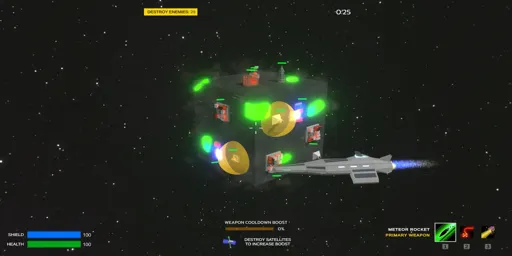 DESTROY ENEMIES: 26
0:25
WEAPON COOLDOWN BOOST
0%
DESTROY SATELLITES
TO INCREASE BOOST
SHIELD 100
HEALTH 100
METEOR ROCKET
PRIMARY WEAPON
1 2 3